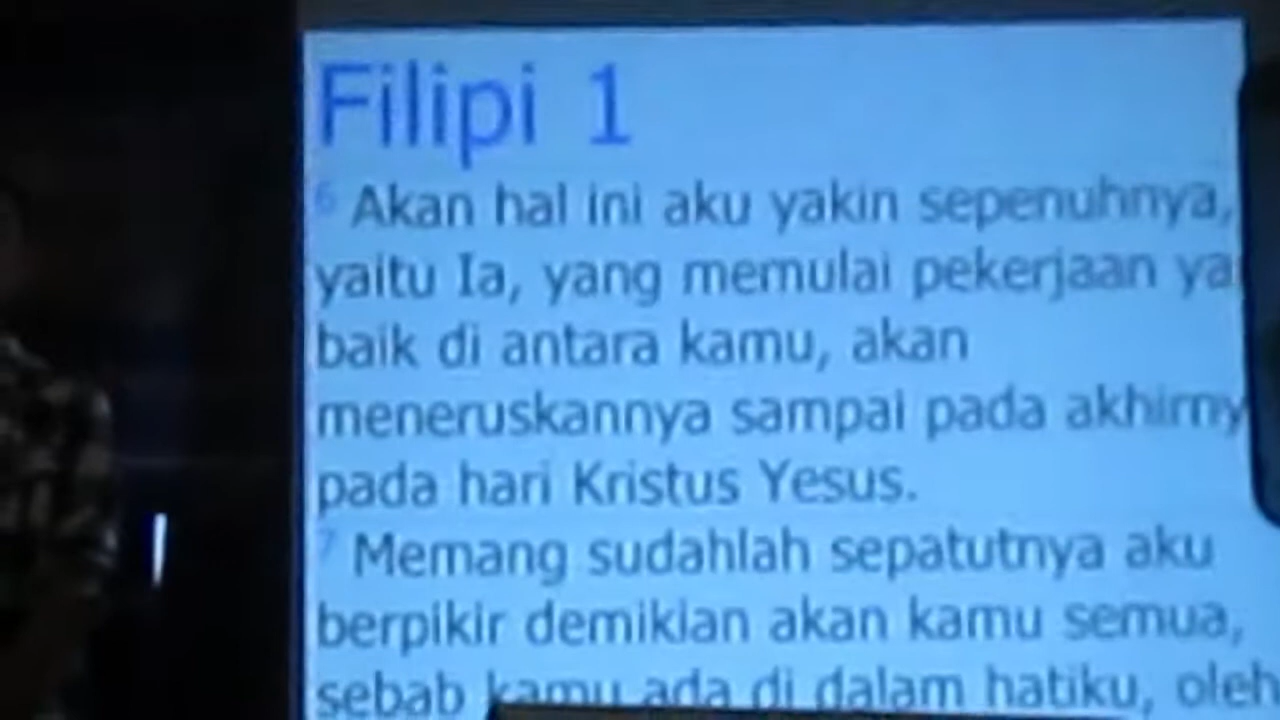 Filipi 1
6 Akan hal ini aku yakin sepenuhnya,
yaitu Ia, yang memulai pekerjaan ya
baik di antara kamu, akan
meneruskannya sampai pada akhirny
pada hari Kristus Yesus.
7 Memang sudahlah sepatutnya aku
berpikir demikian akan kamu semua,
sebab kamu ada di dalam hatiku, oleh